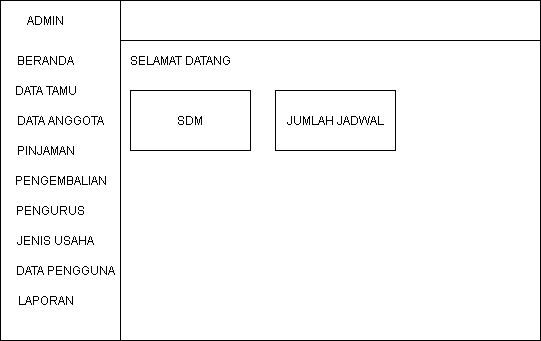 ADMIN
BERANDA
DATA TAMU
DATA ANGGOTA
PINJAMAN
PENGEMBALIAN
PENGURUS
JENIS USAHA
DATA PENGGUNA
LAPORAN
SELAMAT DATANG
SDM
JUMLAH JADWAL